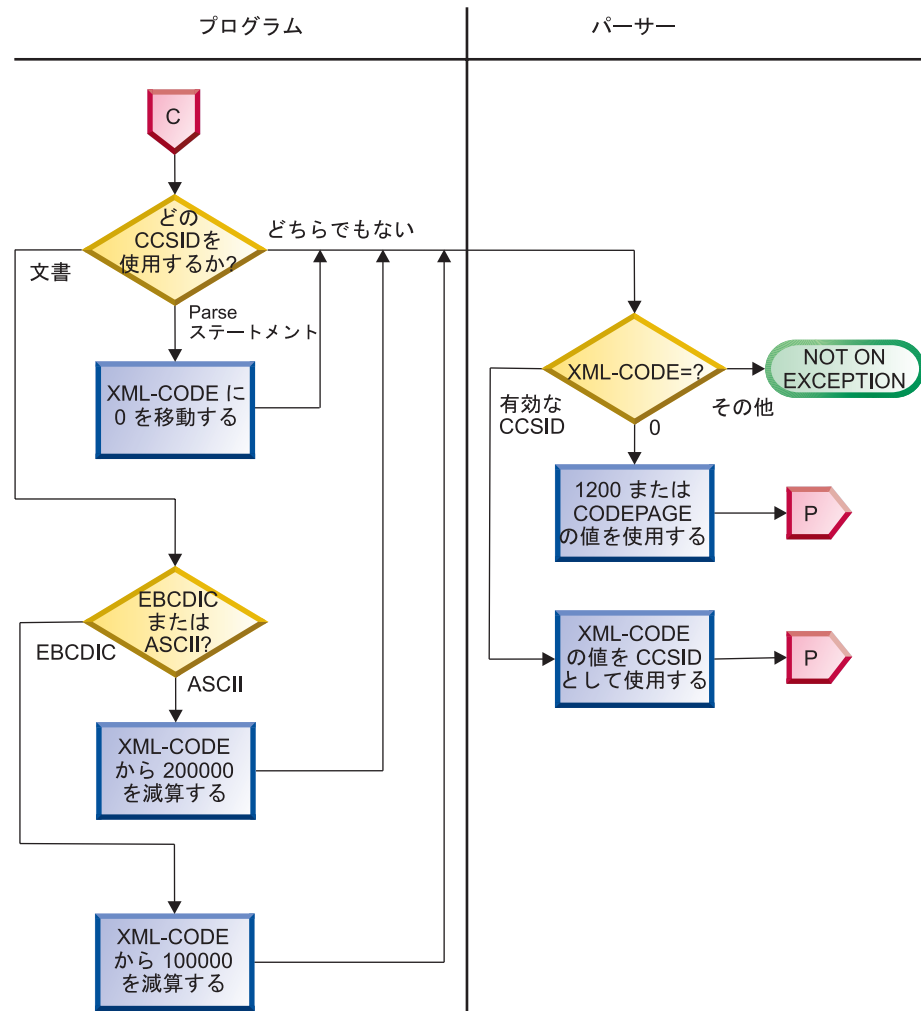 プログラム
パーサー
C
どの
CCSIDを
使用するか?
どちらでもない
文書
Parse
ステートメント
XML-CODE に
0 を移動する
XML-CODE=?
NOT ON
EXCEPTION
有効な
CCSID
その他
0
1200 または
CODEPAGE
の値を使用する
P
EBCDIC
または
ASCII?
EBCDIC
ASCII
XML-CODE
の値を CCSID
として使用する
P
XML-CODE
から 200000
を減算する
XML-CODE
から 100000
を減算する